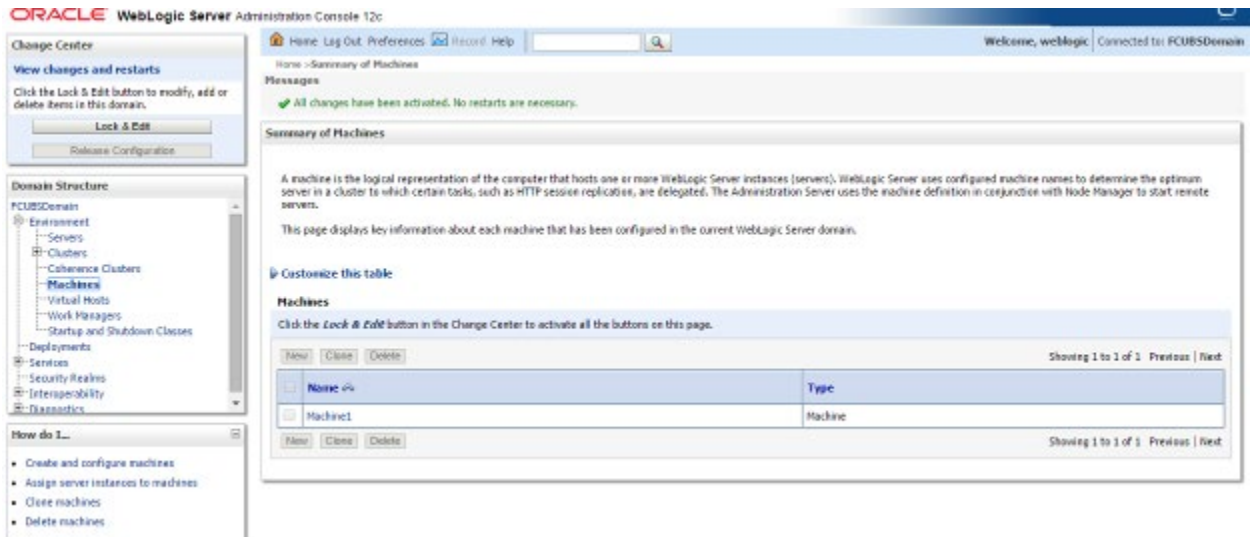 ORACLE WebLogic Server Administration Console 12c
Change Center
View changes and restarts
Click the Lock & Edit button to modify, add or
delete items in this domain.
Lock & Edit
Release Configuration
Domain Structure
FCUBSDomain
Environment
Servers
Clusters
Coherence Clusters
Machines
Virtual Hosts
Work Managers
Startup and Shutdown Classes
Deployments
Services
Security Realms
Interoperability
Diagnostics
How do I...
Create and configure machines
Assign server instances to machines
Clone machines
Delete machines
Home Log Out Preferences Record Help
Welcome, weblogic Connected to: FCUBSDomain
Home >Summary of Machines
Messages
All changes have been activated. No restarts are necessary.
Summary of Machines
A machine is the logical representation of the computer that hosts one or more WebLogic Server instances (servers). WebLogic Server uses configured machine names to determine the optimum
server in a cluster to which certain tasks, such as HTTP session replication, are delegated. The Administration Server uses the machine definition in conjunction with Node Manager to start remote
servers.
This page displays key information about each machine that has been configured in the current WebLogic Server domain.
Customize this table
Machines
Click the Lock & Edit button in the Change Center to activate all the buttons on this page.
New Clone Delete Showing 1 to 1 of 1 Previous | Next
Name Type
Machine1 Machine
New Clone Delete Showing 1 to 1 of 1 Previous | Next